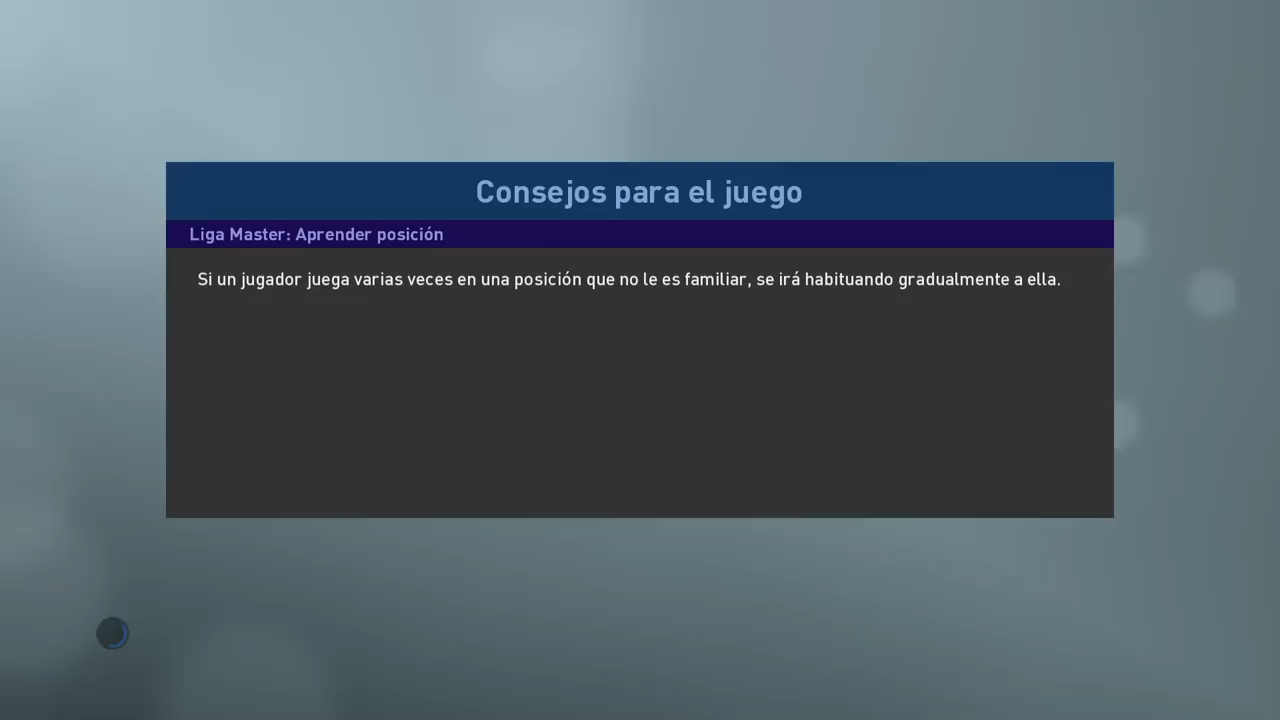 Consejos para el juego
Liga Master: Aprender posición
Si un jugador juega varias veces en una posición que no le es familiar, se irá habituando gradualmente a ella.